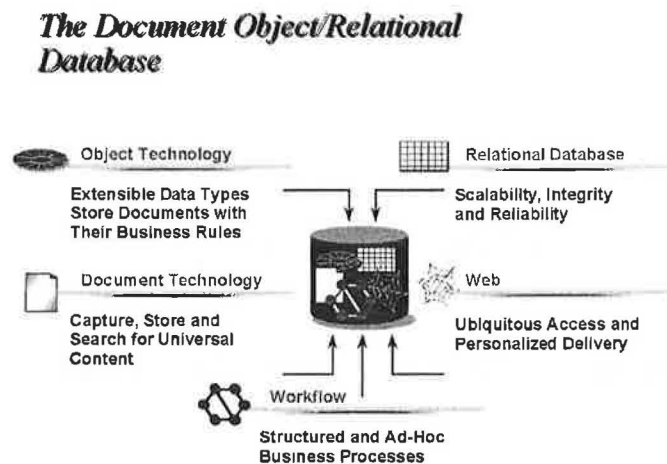 The Document Object/Relational
Database
Object Technology
Extensible Data Types
Store Documents with
Their Business Rules
Relational Database
Scalability, Integrity
and Reliability
Document Technology
Capture, Store and
Search for Universal
Content
Web
Ubiquitous Access and
Personalized Delivery
Workflow
Structured and Ad-Hoc
Business Processes